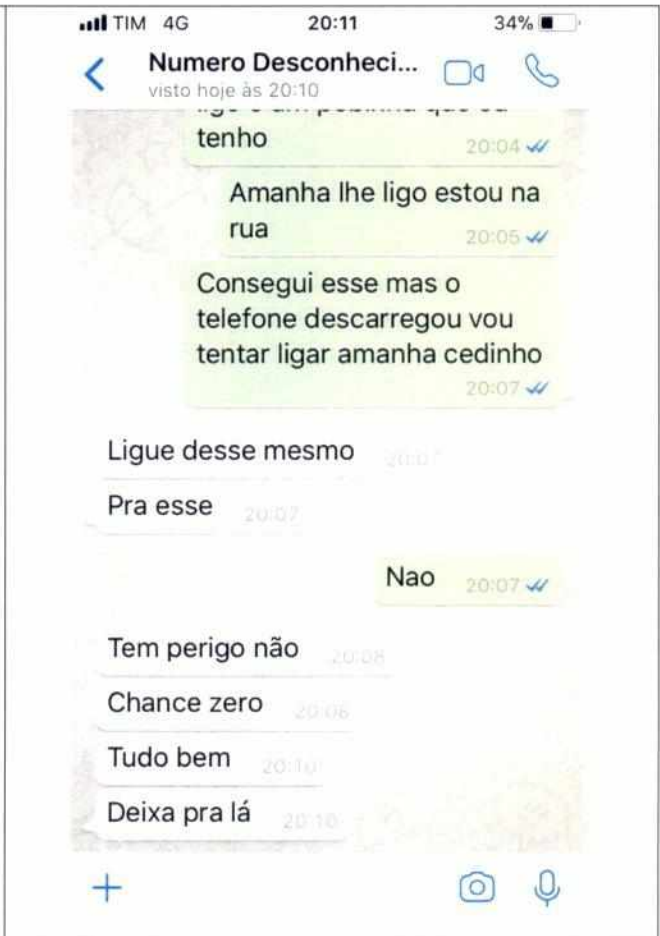 TIM 4G 20:11 34%
Numero Desconheci...
visto hoje às 20:10
tenho 20:04
Amanha lhe ligo estou na
rua 20:05
Consegui esse mas o
telefone descarregou vou
tentar ligar amanha cedinho
20:07
Ligue desse mesmo 20:07
Pra esse 20:07
Nao 20:07
Tem perigo não 20:08
Chance zero
Tudo bem 20:10
Deixa pra lá 20:10